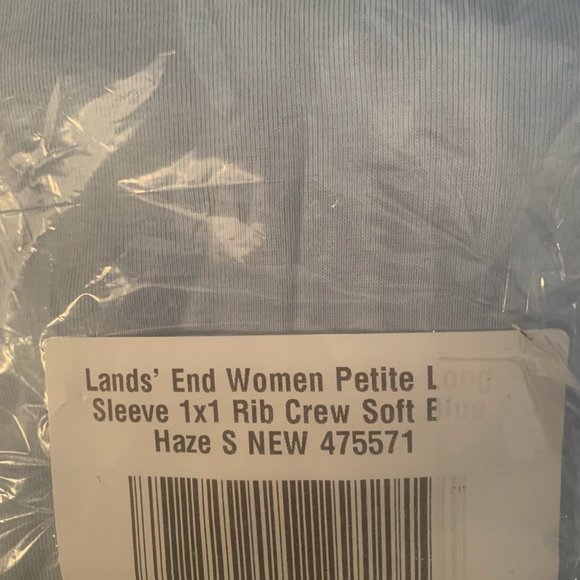 Lands' End Women Petite Long
Sleeve 1x1 Rib Crew Soft Blue
Haze S NEW 475571